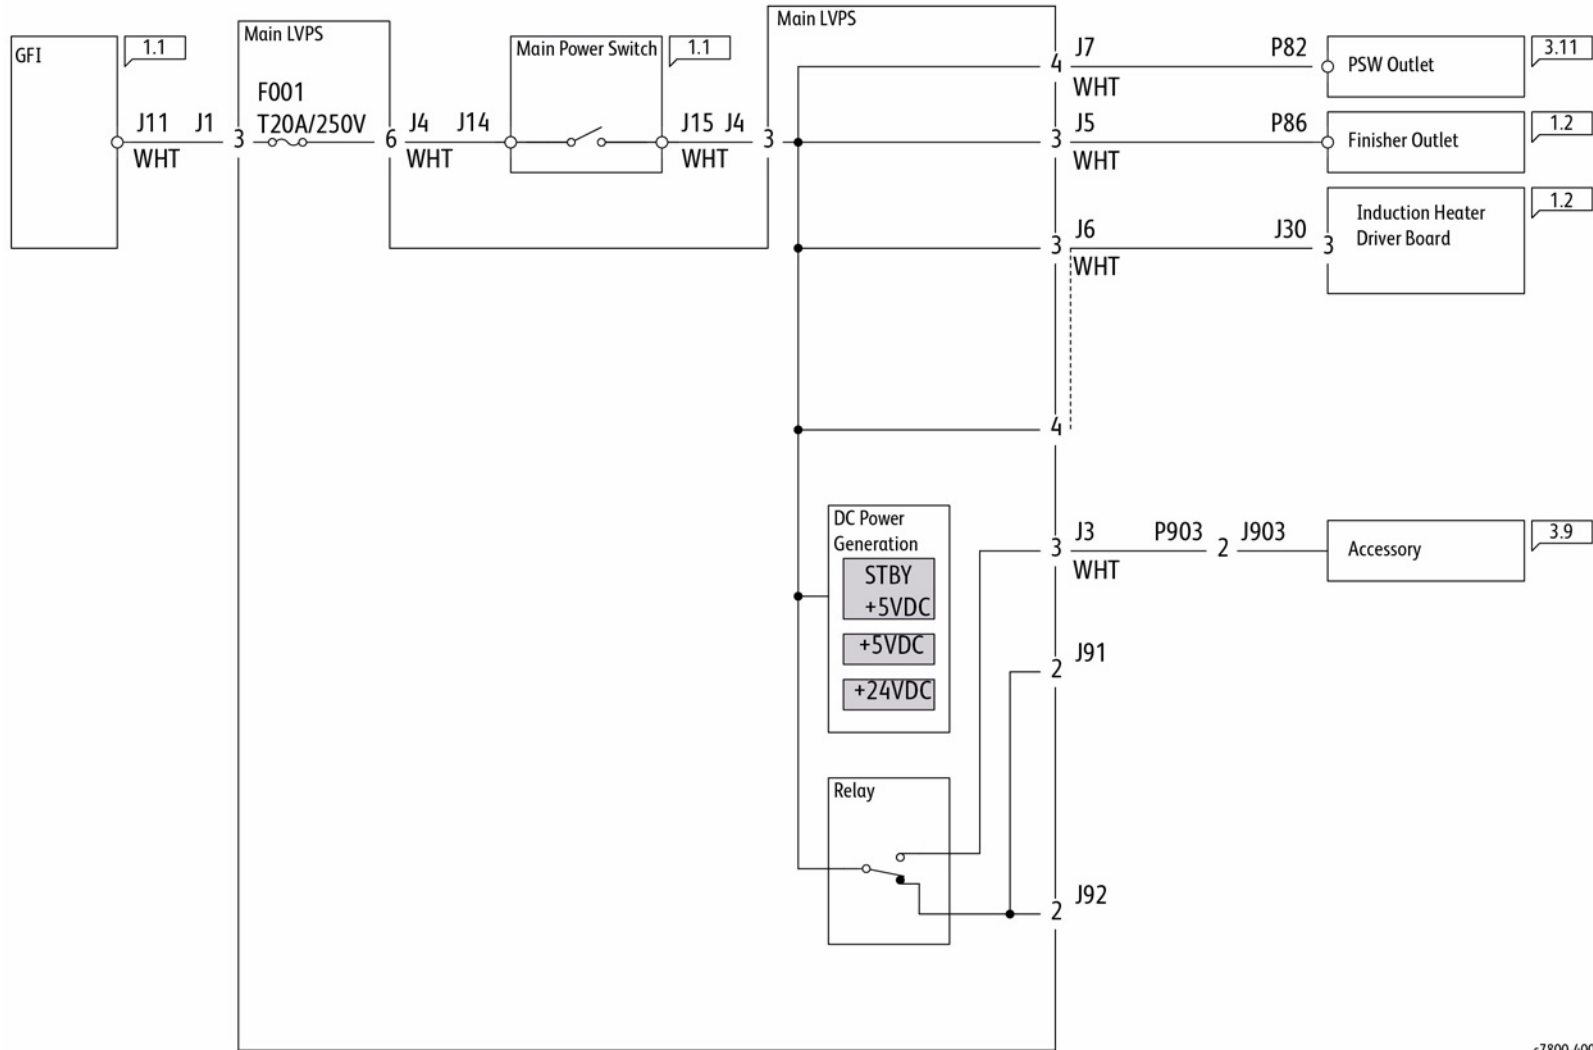 GFI
1.1
Main LVPS
Main Power Switch
1.1
Main LVPS
J11 J1
WHT
3
F001
T20A/250V
6
J4 J14
WHT
J15 J4
WHT
3
4
J7
WHT
P82
PSW Outlet
3.11
3
J5
WHT
P86
Finisher Outlet
1.2
3
J6
WHT
J30
3
Induction Heater
Driver Board
1.2
4
DC Power
Generation
STBY
+5VDC
+5VDC
+24VDC
3
J3
WHT
P903 2 J903
Accessory
3.9
2
J91
Relay
2
J92